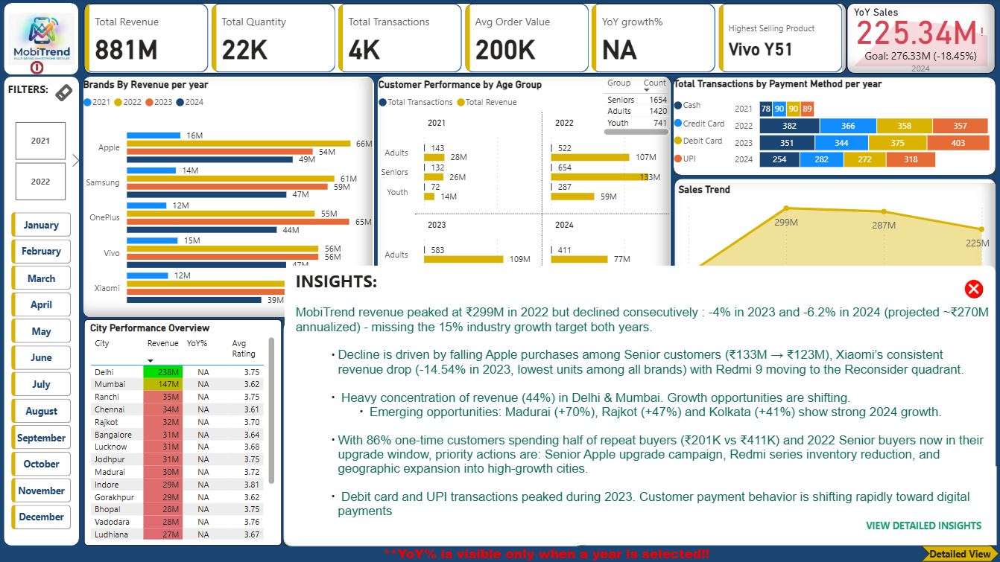 MobiTrend
Total Revenue
881M
Total Quantity
22K
Total Transactions
4K
Avg Order Value
200K
YoY growth%
NA
Highest Selling Product
Vivo Y51
YoY Sales
225.34M!
Goal: 276.33M (-18.45%)
2024
FILTERS:
2021
2022
January
February
March
April
May
June
July
August
September
October
November
December
Brands By Revenue per year
2021 2022 2023 2024
Apple 16M 66M 54M 49M
Samsung 14M 61M 59M 47M
OnePlus 12M 55M 65M 44M
Vivo 15M 56M 56M 47M
Xiaomi 12M 39M
Customer Performance by Age Group
Total Transactions Total Revenue
Group Count
Seniors 1654
Adults 1420
Youth 741
2021 2022
Adults 143 28M 522 107M
Seniors 132 26M 654 133M
Youth 72 14M 287 59M
2023 2024
Adults 583 109M 411 77M
Total Transactions by Payment Method per year
Cash
Credit Card
Debit Card
UPI
2021 78 90 90 89
2022 382 366 358 357
2023 351 344 375 403
2024 254 282 272 318
Sales Trend
299M 287M 225M
City Performance Overview
City Revenue YoY% Avg Rating
Delhi 238M NA 3.75
Mumbai 147M NA 3.62
Ranchi 35M NA 3.75
Chennai 34M NA 3.61
Rajkot 32M NA 3.70
Bangalore 31M NA 3.64
Lucknow 31M NA 3.68
Jodhpur 31M NA 3.75
Madurai 30M NA 3.72
Indore 29M NA 3.81
Gorakhpur 29M NA 3.62
Bhopal 28M NA 3.75
Vadodara 28M NA 3.76
Ludhiana 27M NA 3.67
INSIGHTS:
MobiTrend revenue peaked at ₹299M in 2022 but declined consecutively : -4% in 2023 and -6.2% in 2024 (projected ~₹270M
annualized) - missing the 15% industry growth target both years.
• Decline is driven by falling Apple purchases among Senior customers (₹133M → ₹123M), Xiaomi's consistent
revenue drop (-14.54% in 2023, lowest units among all brands) with Redmi 9 moving to the Reconsider quadrant.
• Heavy concentration of revenue (44%) in Delhi & Mumbai. Growth opportunities are shifting.
• Emerging opportunities: Madurai (+70%), Rajkot (+47%) and Kolkata (+41%) show strong 2024 growth.
• With 86% one-time customers spending half of repeat buyers (₹201K vs ₹411K) and 2022 Senior buyers now in their
upgrade window, priority actions are: Senior Apple upgrade campaign, Redmi series inventory reduction, and
geographic expansion into high-growth cities.
• Debit card and UPI transactions peaked during 2023. Customer payment behavior is shifting rapidly toward digital
payments
VIEW DETAILED INSIGHTS
**YoY% is visible only when a year is selected!!
Detailed View